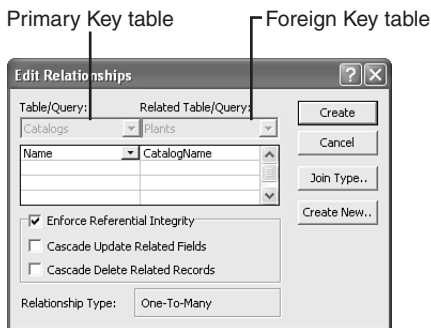 Primary Key table Foreign Key table
Edit Relationships
Table/Query: Related Table/Query:
Catalogs Plants
Name CatalogName
Create
Cancel
Join Type..
Create New..
Enforce Referential Integrity
Cascade Update Related Fields
Cascade Delete Related Records
Relationship Type: One-To-Many